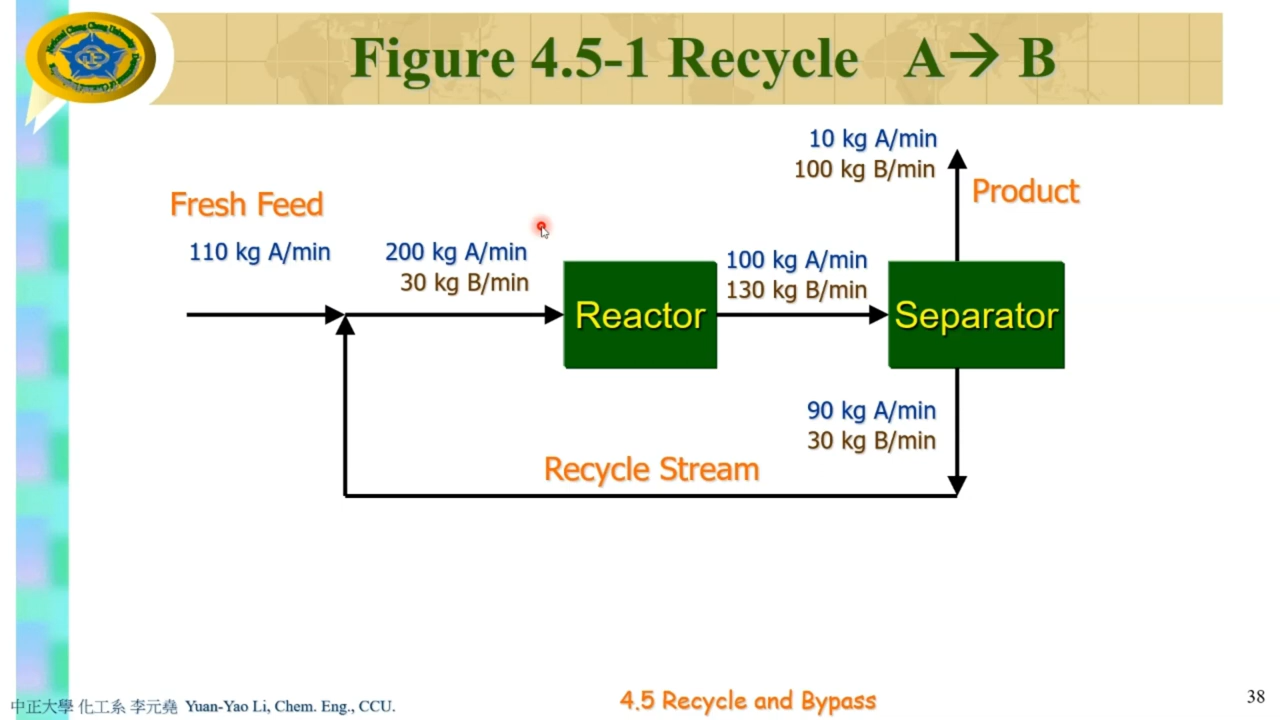 Figure 4.5-1 Recycle A→ B
10 kg A/min
100 kg B/min
Product
Fresh Feed
110 kg A/min
200 kg A/min
30 kg B/min
100 kg A/min
130 kg B/min
Reactor
Separator
90 kg A/min
30 kg B/min
Recycle Stream
中正大學 化工系 李元堯 Yuan-Yao Li, Chem. Eng., CCU.
4.5 Recycle and Bypass
38